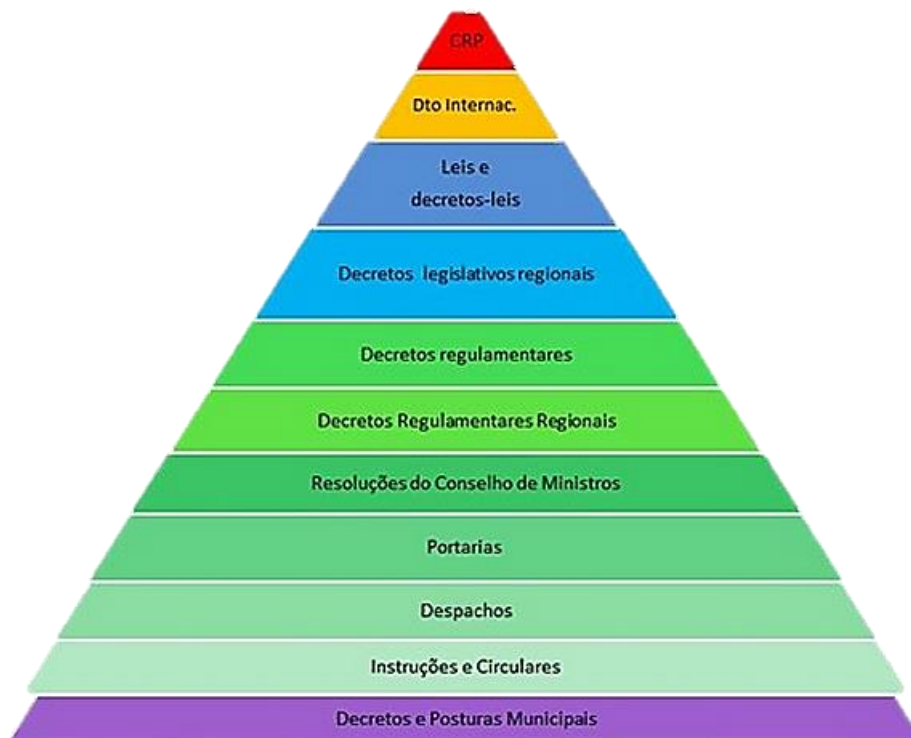 CRP
Dto Internac.
Leis e
decretos-leis
Decretos legislativos regionais
Decretos regulamentares
Decretos Regulamentares Regionais
Resoluções do Conselho de Ministros
Portarias
Despachos
Instruções e Circulares
Decretos e Posturas Municipais